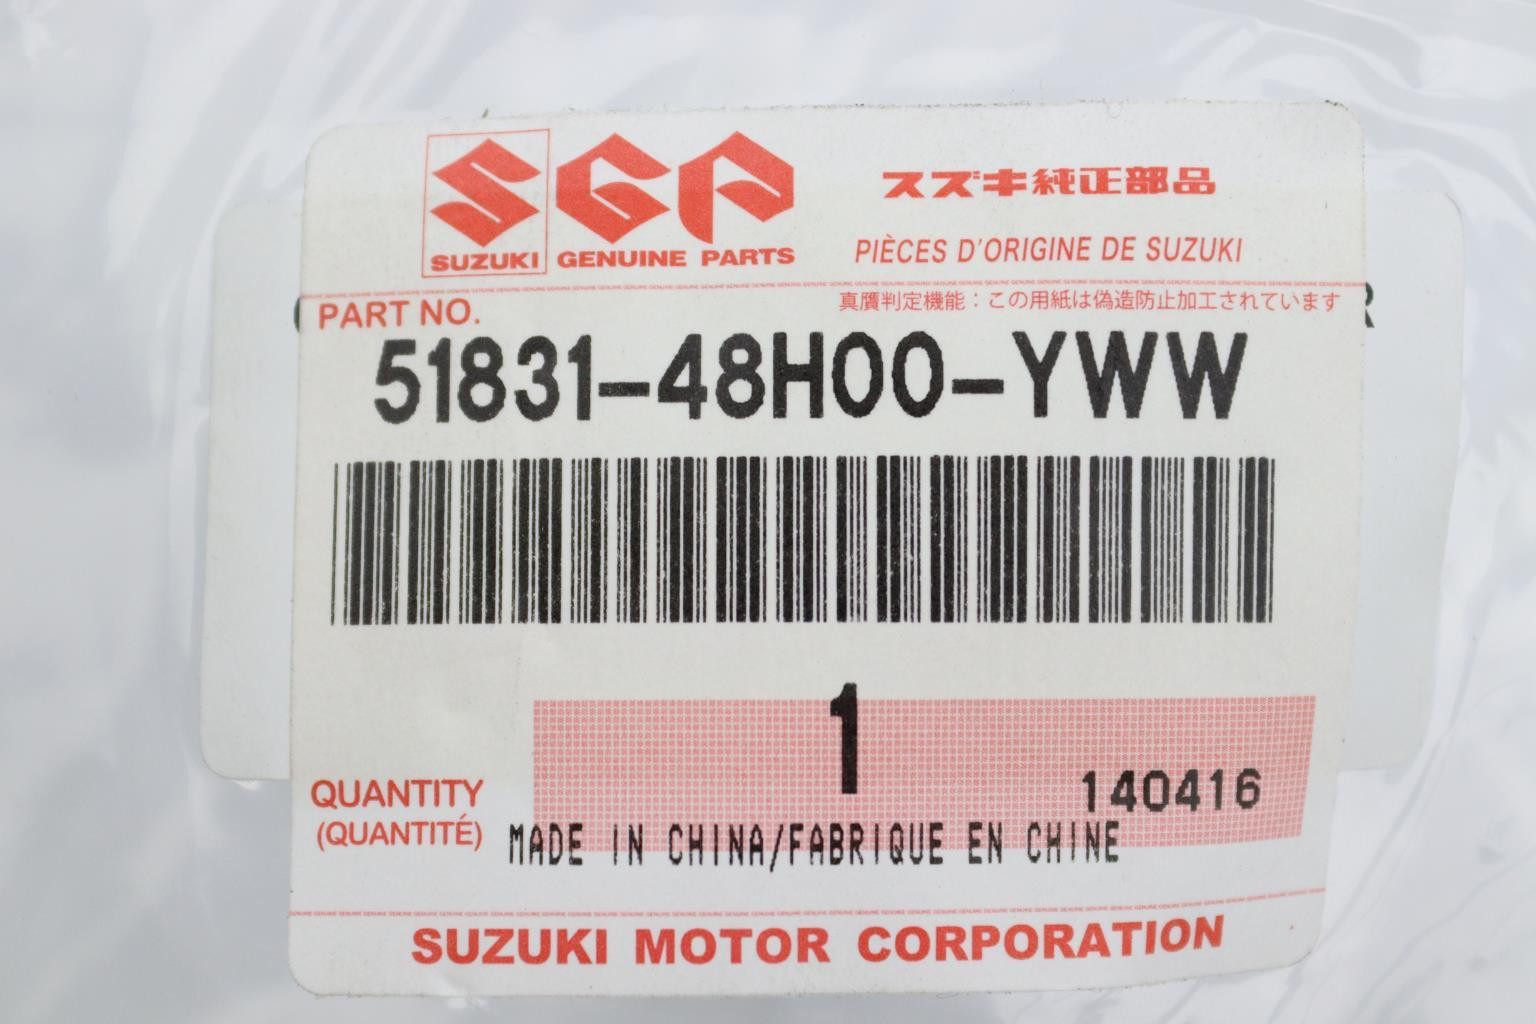 SGP
スズキ純正部品
SUZUKI GENUINE PARTS
PIÈCES D'ORIGINE DE SUZUKI
PART NO.
真贋判定機能：この用紙は偽造防止加工されています
51831-48H00-YWW
1
QUANTITY
140416
(QUANTITÉ)
MADE IN CHINA/FABRIQUE EN CHINE
SUZUKI MOTOR CORPORATION